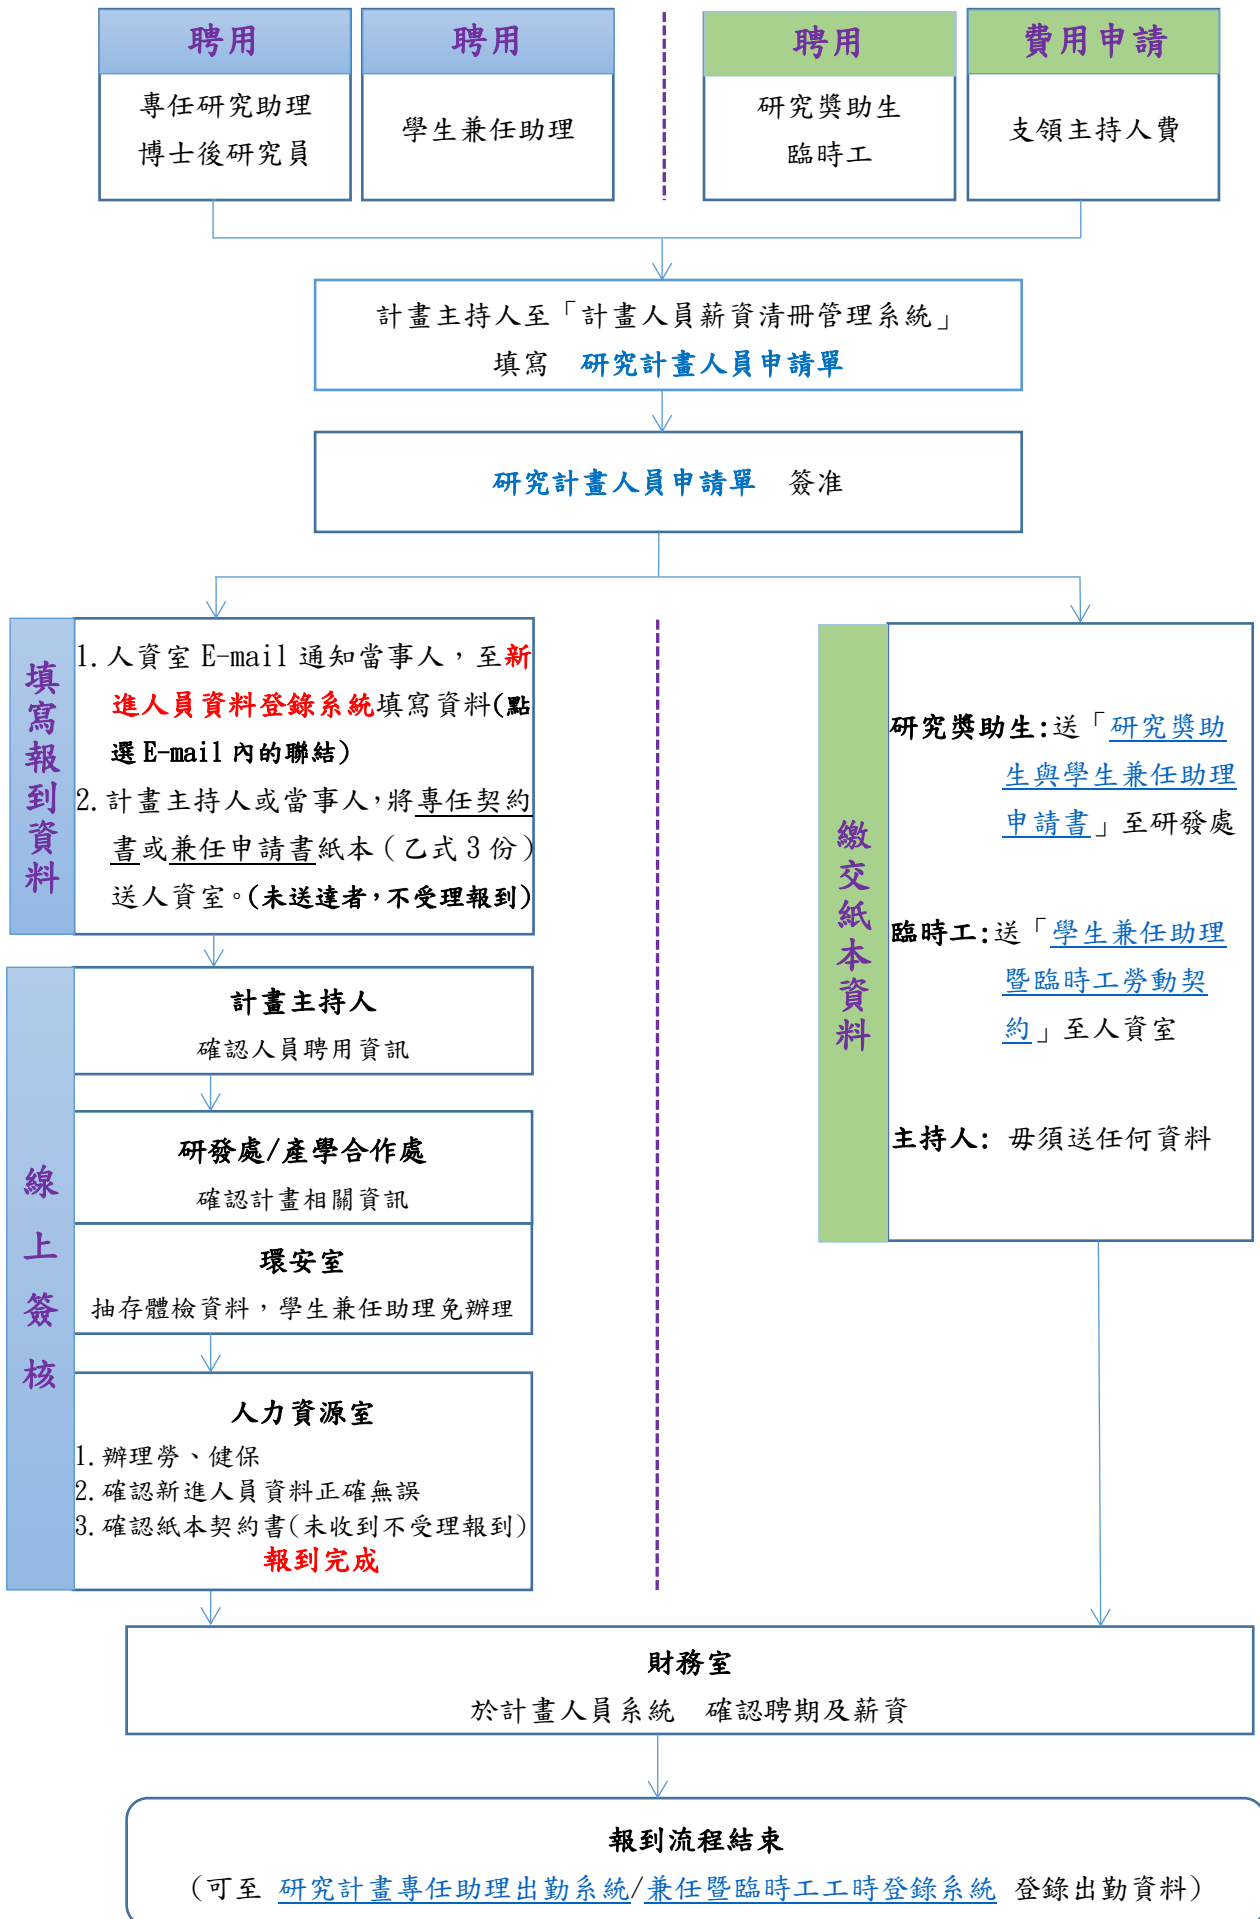 聘用
專任研究助理
博士後研究員
聘用
學生兼任助理
聘用
研究獎助生
臨時工
費用申請
支領主持人費
計畫主持人至「計畫人員薪資清冊管理系統」
填寫 研究計畫人員申請單
研究計畫人員申請單 簽准
填寫報到資料
1.人資室 E-mail 通知當事人，至新
進人員資料登錄系統填寫資料(點
選 E-mail 內的聯結)
2.計畫主持人或當事人，將專任契約
書或兼任申請書紙本（乙式 3 份）
送人資室。(未送達者，不受理報到)
線上簽核
計畫主持人
確認人員聘用資訊
研發處/產學合作處
確認計畫相關資訊
環安室
抽存體檢資料，學生兼任助理免辦理
人力資源室
1.辦理勞、健保
2.確認新進人員資料正確無誤
3.確認紙本契約書(未收到不受理報到)
報到完成
繳交紙本資料
研究獎助生:送「研究獎助
生與學生兼任助理
申請書」至研發處
臨時工:送「學生兼任助理
暨臨時工勞動契
約」至人資室
主持人: 毋須送任何資料
財務室
於計畫人員系統 確認聘期及薪資
報到流程結束
(可至 研究計畫專任助理出勤系統/兼任暨臨時工工時登錄系統 登錄出勤資料)